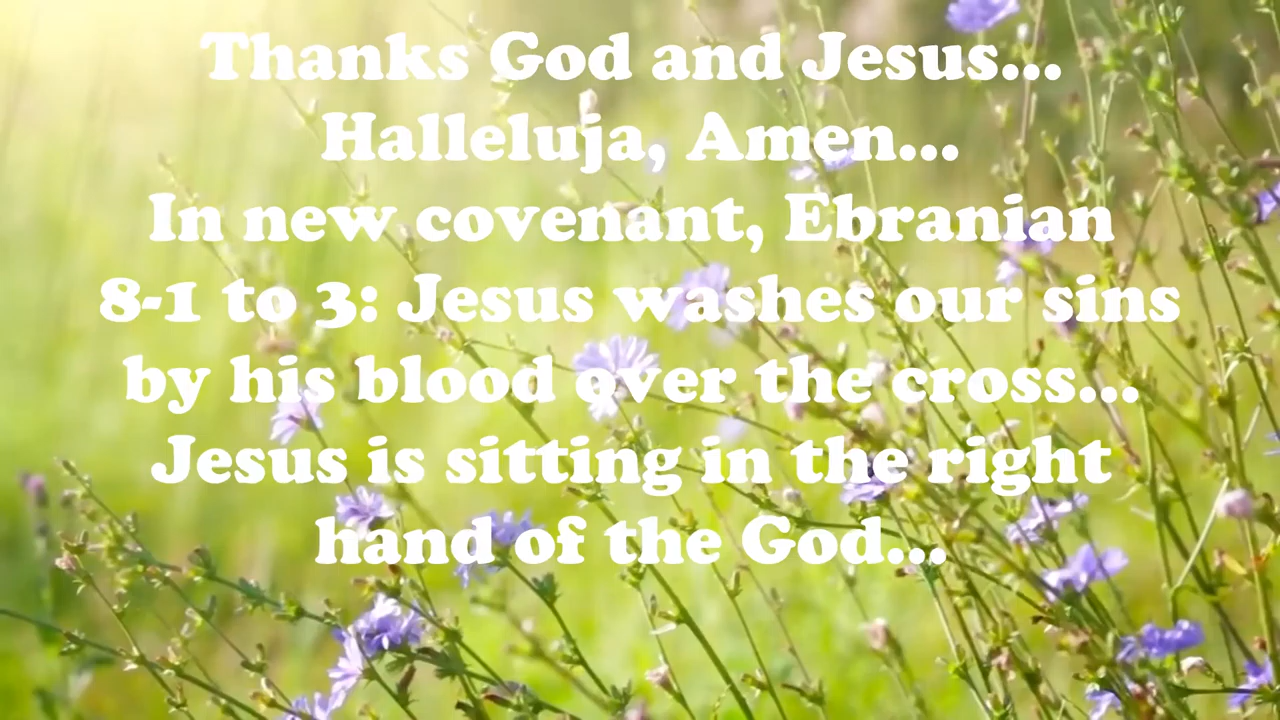 Thanks God and Jesus...
Halleluja, Amen...
In new covenant, Ebranian
8-1 to 3: Jesus washes our sins
by his blood over the cross...
Jesus is sitting in the right
hand of the God...